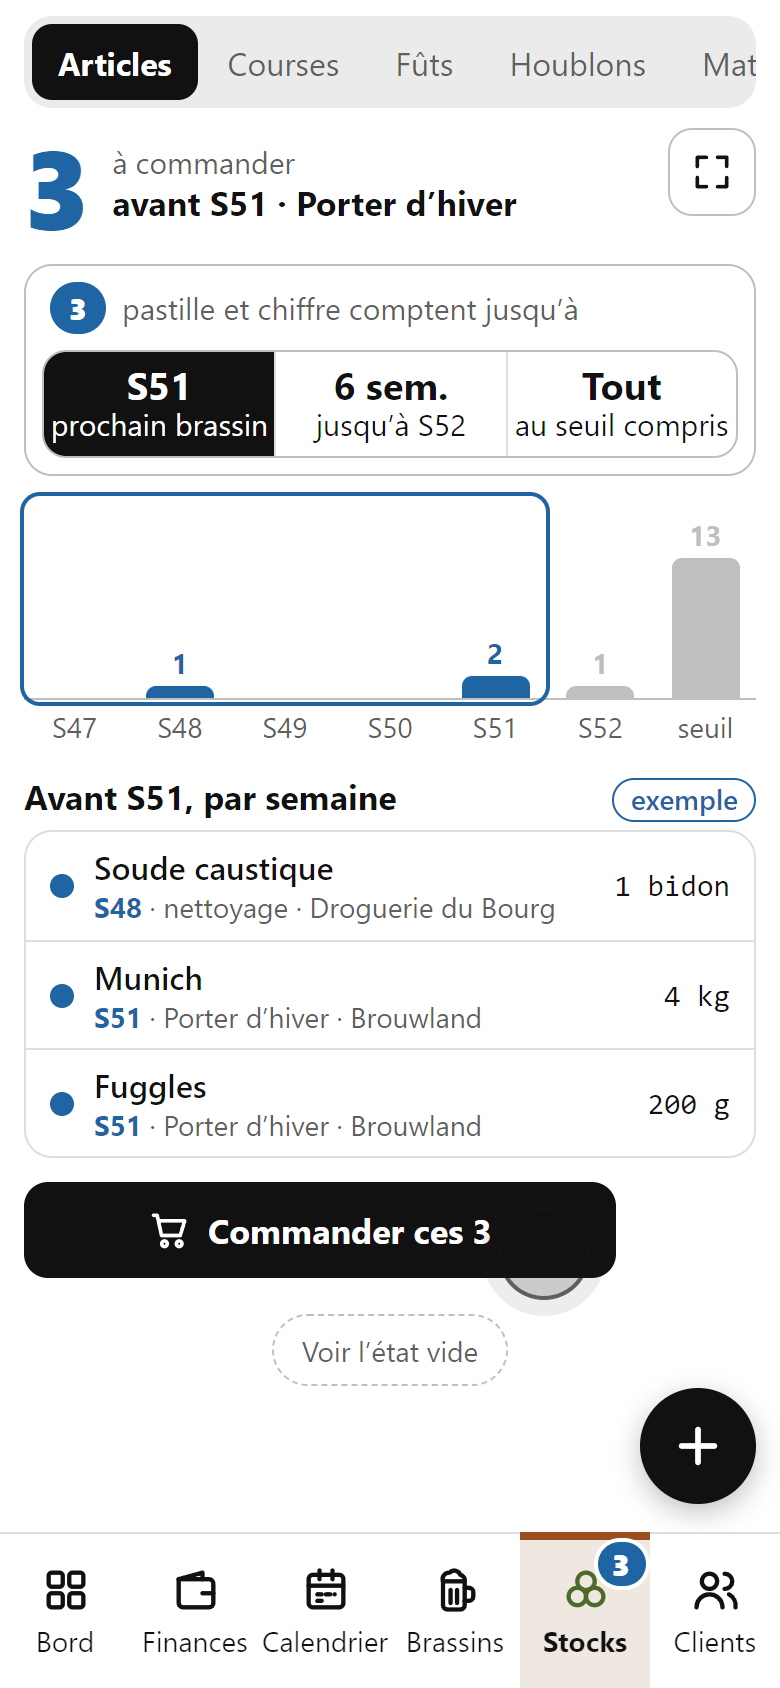 Articles Courses Fûts Houblons Mat
3
à commander
avant S51 · Porter d’hiver
3 pastille et chiffre comptent jusqu’à
S51 6 sem. Tout
prochain brassin jusqu’à S52 au seuil compris
13
1 2 1
S47 S48 S49 S50 S51 S52 seuil
Avant S51, par semaine exemple
Soude caustique
S48 · nettoyage · Droguerie du Bourg 1 bidon
Munich
S51 · Porter d’hiver · Brouwland 4 kg
Fuggles
S51 · Porter d’hiver · Brouwland 200 g
Commander ces 3
Voir l’état vide
3
Bord Finances Calendrier Brassins Stocks Clients